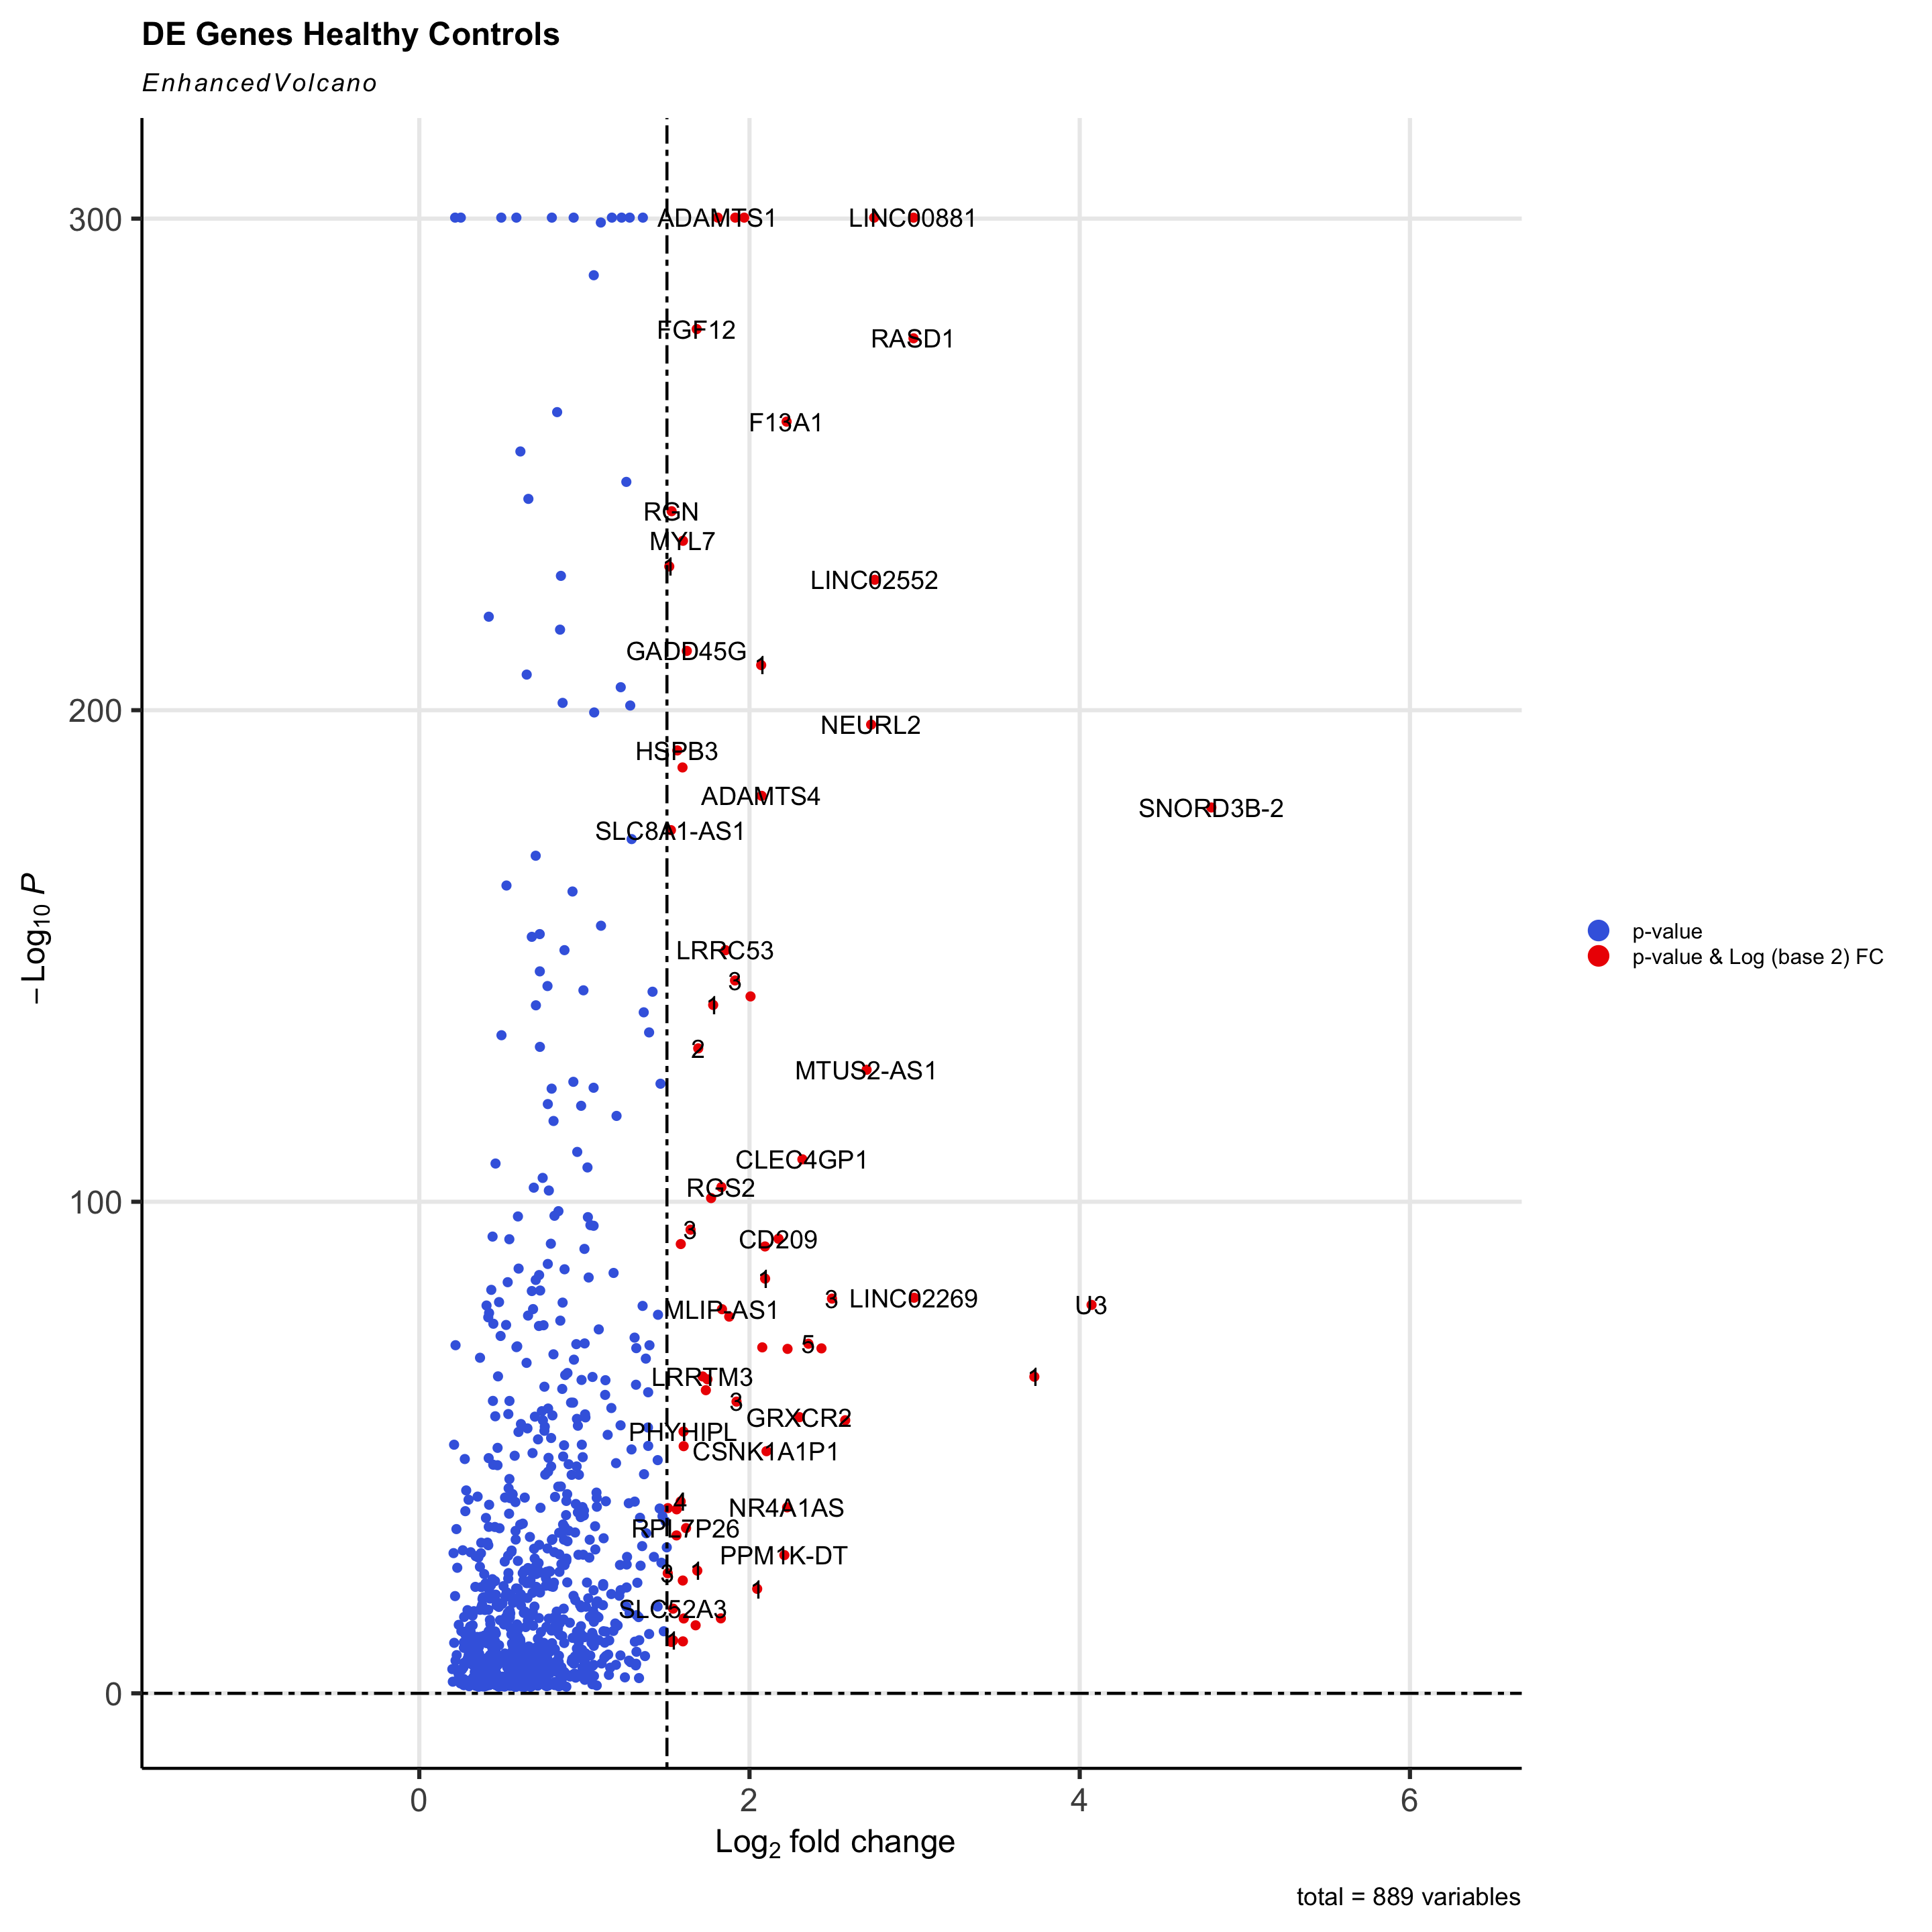 DE Genes Healthy Controls
EnhancedVolcano
300
ADAMTS1
LINC00881
FGF12
RASD1
F13A1
RGN
MYL7
1
LINC02552
GADD45G
1
200
NEURL2
HSPB3
ADAMTS4
SNORD3B-2
SLC8A1-AS1
−Log10 P
p-value
p-value & Log (base 2) FC
LRRC53
3
1
2
MTUS2-AS1
CLEC4GP1
100
RGS2
3
CD209
1
3
LINC02269
U3
MLIP-AS1
5
LRRTM3
1
3
GRXCR2
PHYHIPL
CSNK1A1P1
4
NR4A1AS
RPL7P26
PPM1K-DT
3
1
1
SLC52A3
1
0
0
2
4
6
Log2 fold change
total = 889 variables